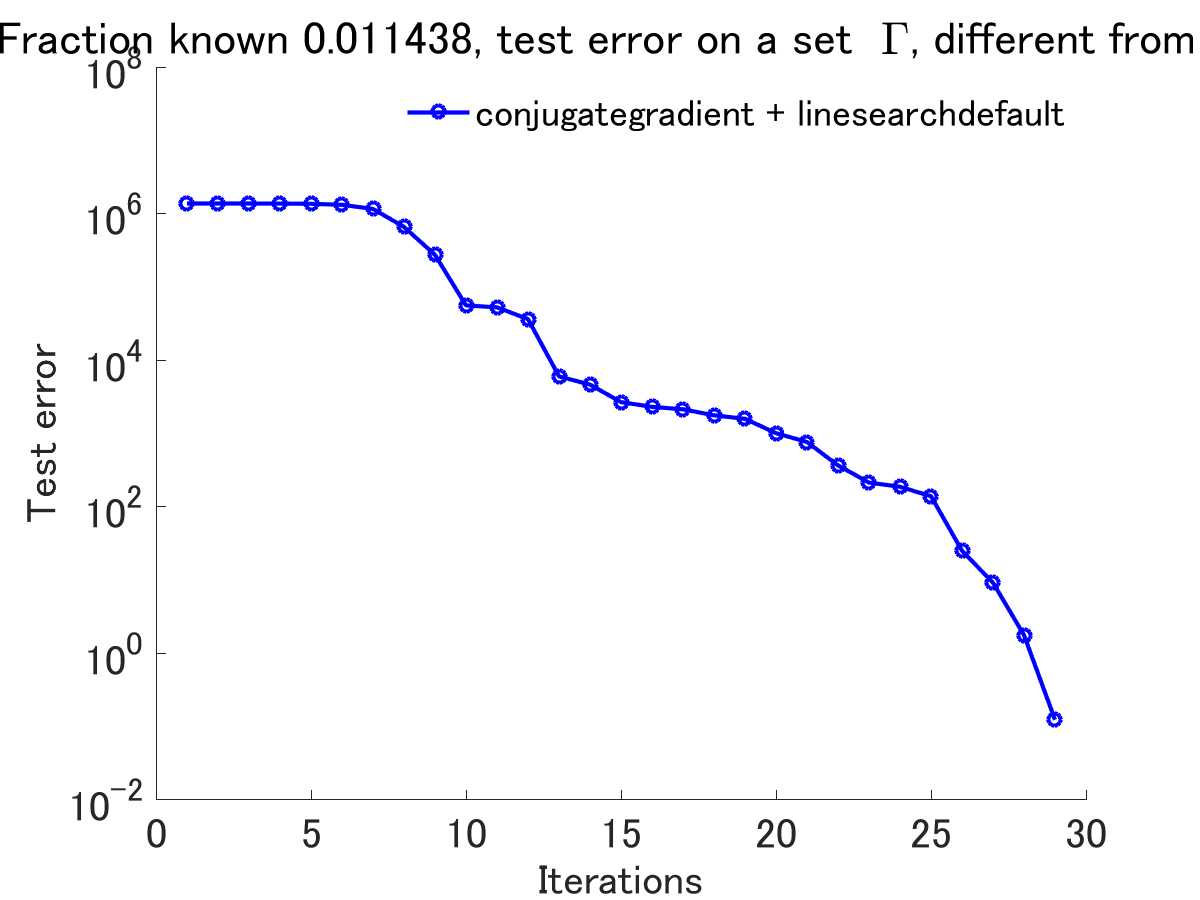 Fraction known 0.011438, test error on a set Γ, different from
conjugategradient + linesearchdefault
Test error
10^8
10^6
10^4
10^2
10^0
10^-2
0 5 10 15 20 25 30
Iterations